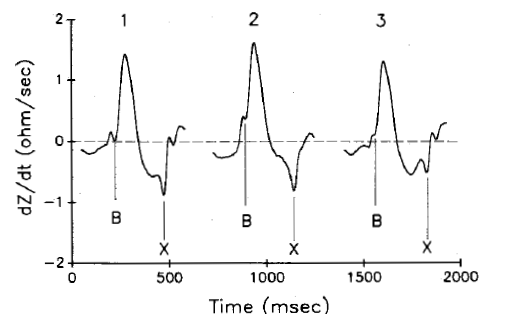 1 2 3
2
1
0
−1
−2
dZ/dt (ohm/sec)
B B B
X X X
0 500 1000 1500 2000
Time (msec)